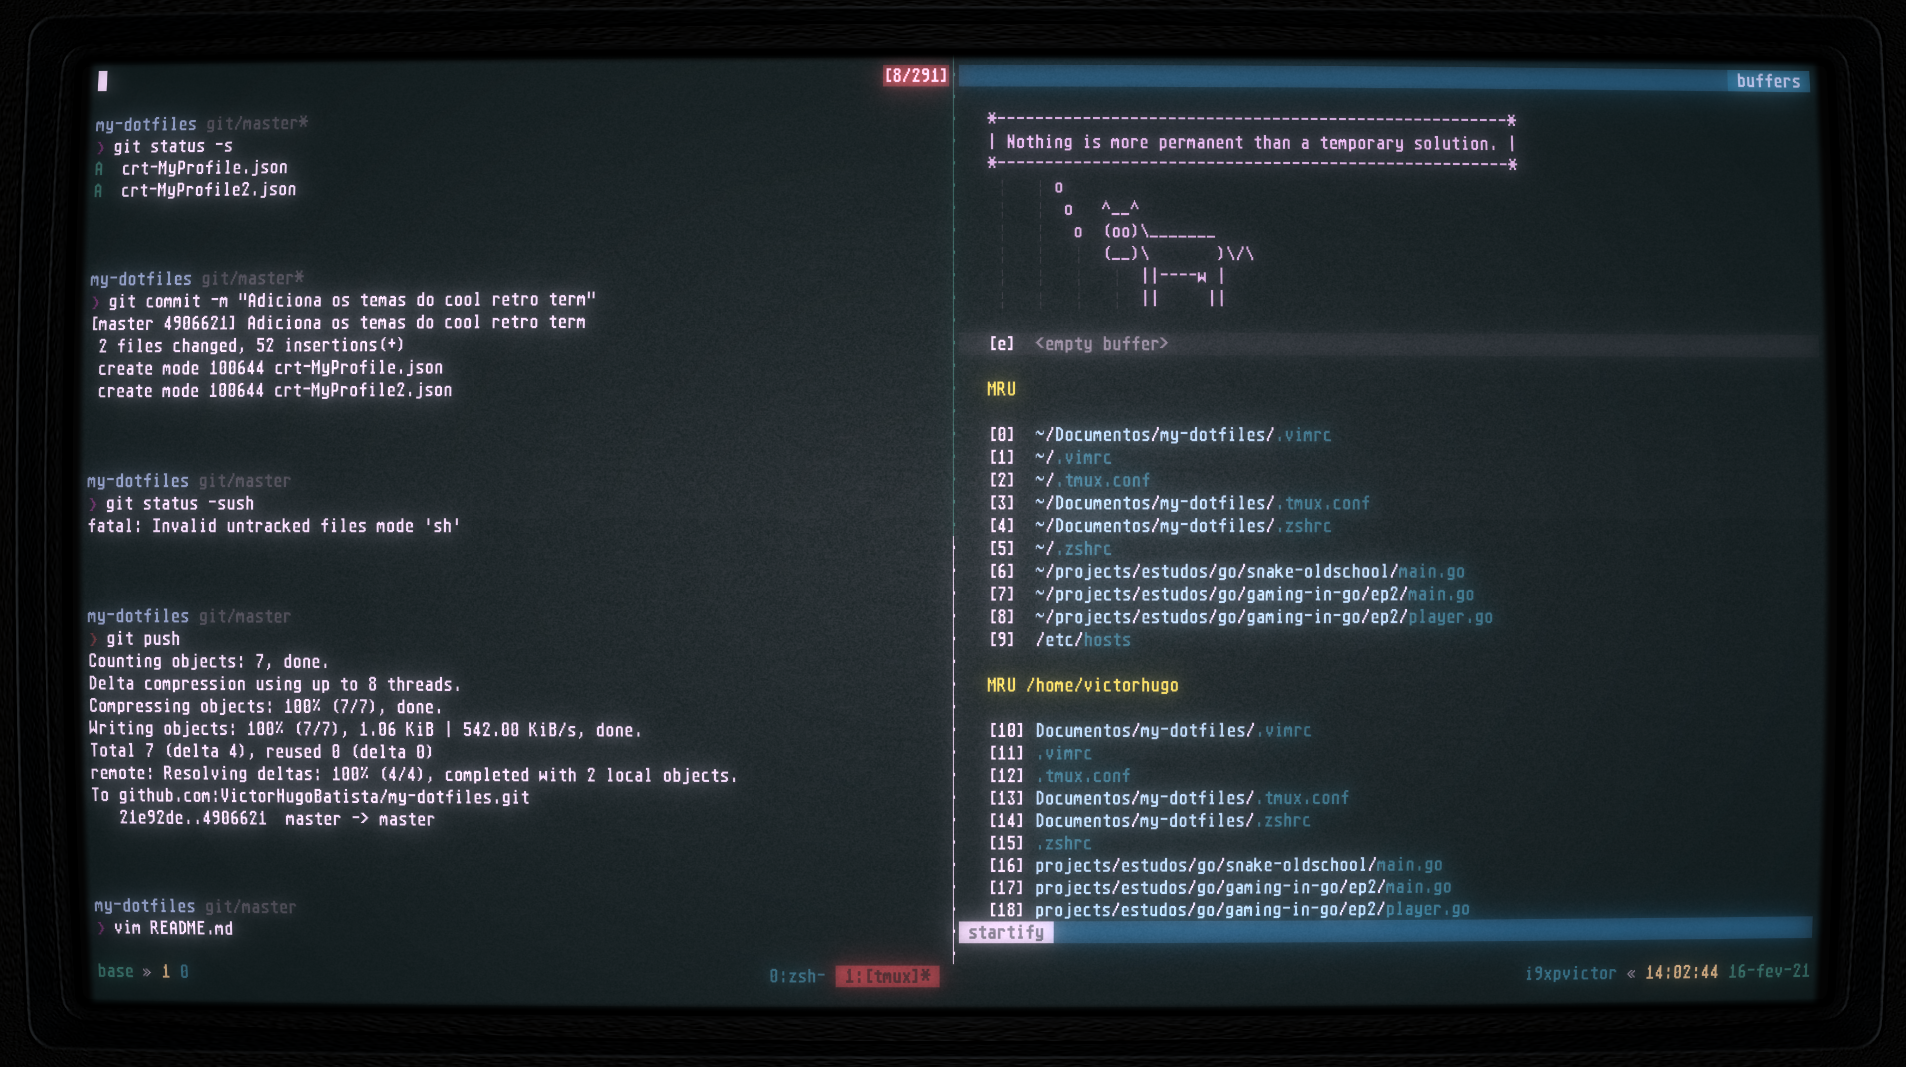 [8/291]
my-dotfiles git/master*
❯ git status -s
A  crt-MyProfile.json
A  crt-MyProfile2.json
my-dotfiles git/master*
❯ git commit -m "Adiciona os temas do cool retro term"
[master 4906621] Adiciona os temas do cool retro term
 2 files changed, 52 insertions(+)
 create mode 100644 crt-MyProfile.json
 create mode 100644 crt-MyProfile2.json
my-dotfiles git/master
❯ git status -sush
fatal: Invalid untracked files mode 'sh'
my-dotfiles git/master
❯ git push
Counting objects: 7, done.
Delta compression using up to 8 threads.
Compressing objects: 100% (7/7), done.
Writing objects: 100% (7/7), 1.06 KiB | 542.00 KiB/s, done.
Total 7 (delta 4), reused 0 (delta 0)
remote: Resolving deltas: 100% (4/4), completed with 2 local objects.
To github.com:VictorHugoBatista/my-dotfiles.git
   21e92de..4906621  master -> master
my-dotfiles git/master
❯ vim README.md
buffers
*------------------------------------------------------*
| Nothing is more permanent than a temporary solution. |
*------------------------------------------------------*
       o
        o   ^__^
         o  (oo)\_______
            (__)\       )\/\
                ||----w |
                ||     ||
[e]  <empty buffer>
MRU
[0]  ~/Documentos/my-dotfiles/.vimrc
[1]  ~/.vimrc
[2]  ~/.tmux.conf
[3]  ~/Documentos/my-dotfiles/.tmux.conf
[4]  ~/Documentos/my-dotfiles/.zshrc
[5]  ~/.zshrc
[6]  ~/projects/estudos/go/snake-oldschool/main.go
[7]  ~/projects/estudos/go/gaming-in-go/ep2/main.go
[8]  ~/projects/estudos/go/gaming-in-go/ep2/player.go
[9]  /etc/hosts
MRU /home/victorhugo
[10] Documentos/my-dotfiles/.vimrc
[11] .vimrc
[12] .tmux.conf
[13] Documentos/my-dotfiles/.tmux.conf
[14] Documentos/my-dotfiles/.zshrc
[15] .zshrc
[16] projects/estudos/go/snake-oldschool/main.go
[17] projects/estudos/go/gaming-in-go/ep2/main.go
[18] projects/estudos/go/gaming-in-go/ep2/player.go
startify
base » 1 0
0:zsh- 1:[tmux]*
i9xpvictor « 14:02:44 16-fev-21